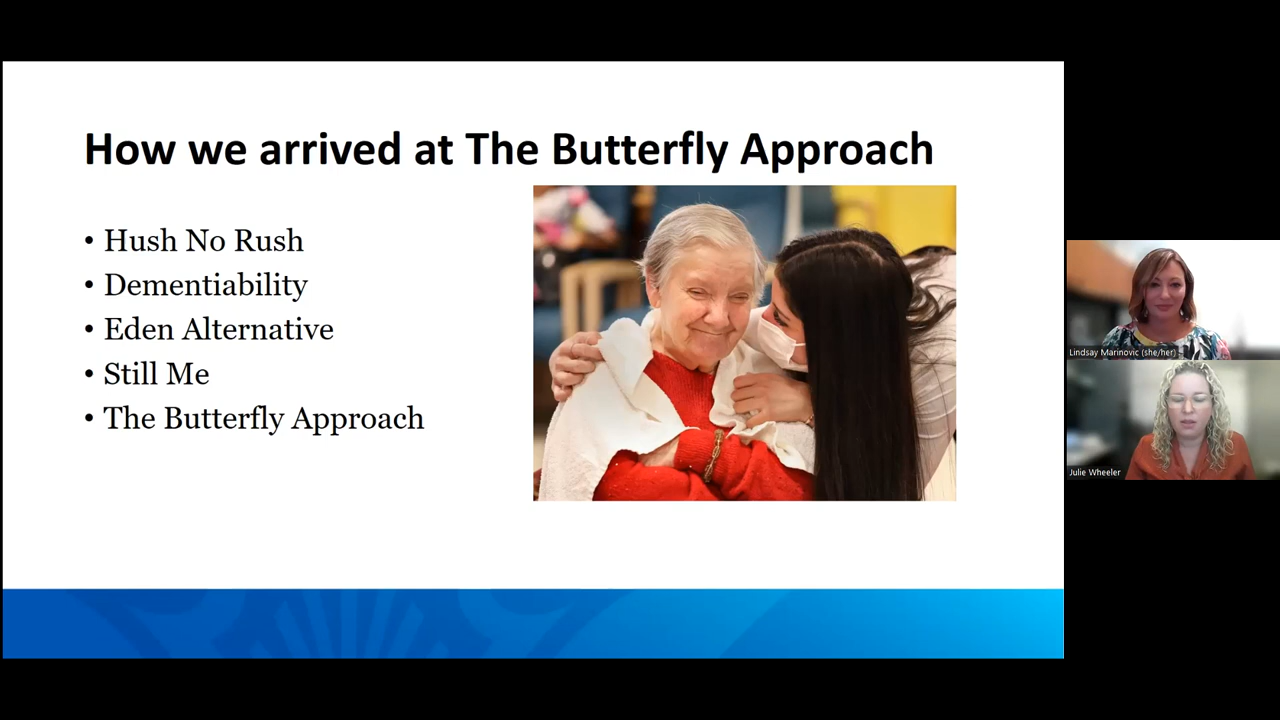 How we arrived at The Butterfly Approach
• Hush No Rush
• Dementiability
• Eden Alternative
• Still Me
• The Butterfly Approach
Lindsay Marinovic (she/her)
Julie Wheeler